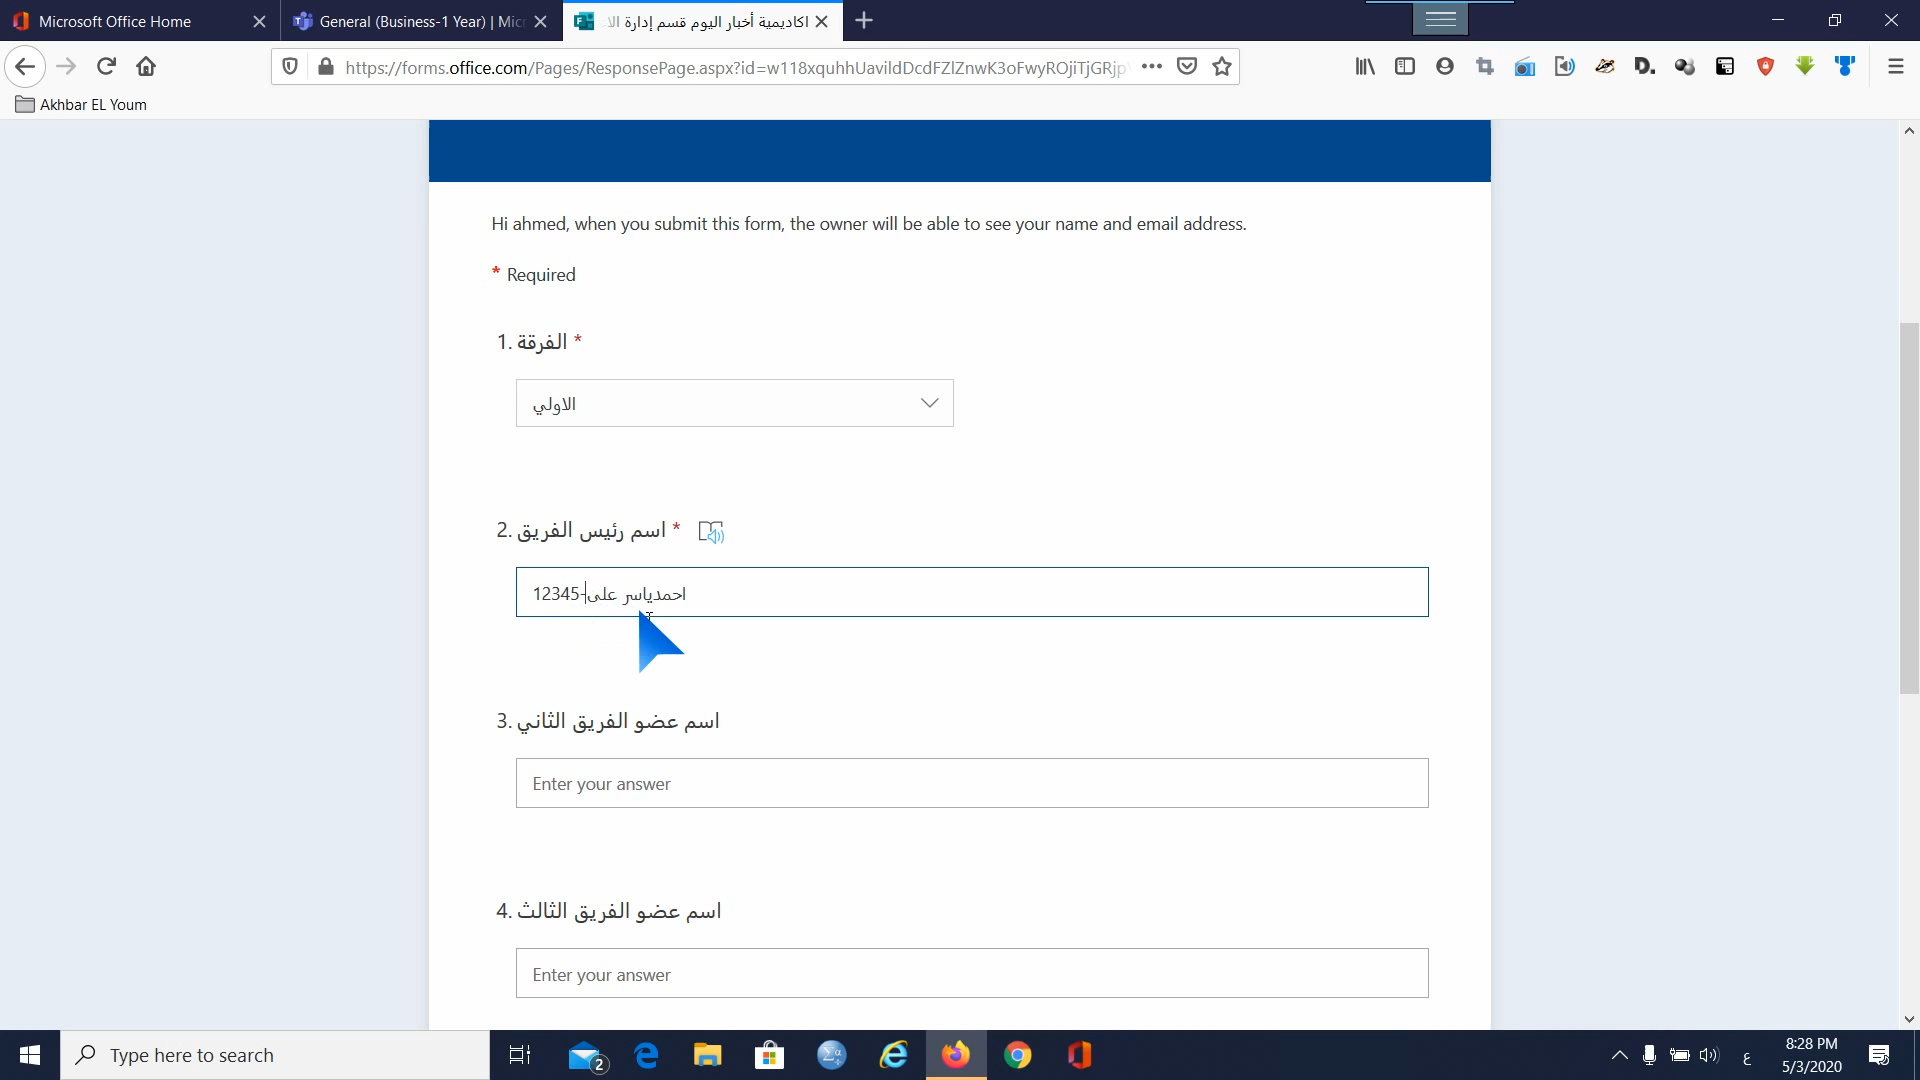 Microsoft Office Home
General (Business-1 Year) | Mic
اكاديمية أخبار اليوم قسم إدارة الا
https://forms.office.com/Pages/ResponsePage.aspx?id=w118xquhhUavildDcdFZlZnwK3oFwyROjiTjGRjp
Akhbar EL Youm
Hi ahmed, when you submit this form, the owner will be able to see your name and email address.
* Required
1. الفرقة *
الاولي
2. اسم رئيس الفريق *
احمدياسر على-12345
3. اسم عضو الفريق الثاني
Enter your answer
4. اسم عضو الفريق الثالث
Enter your answer
Type here to search
2
ع
8:28 PM
5/3/2020